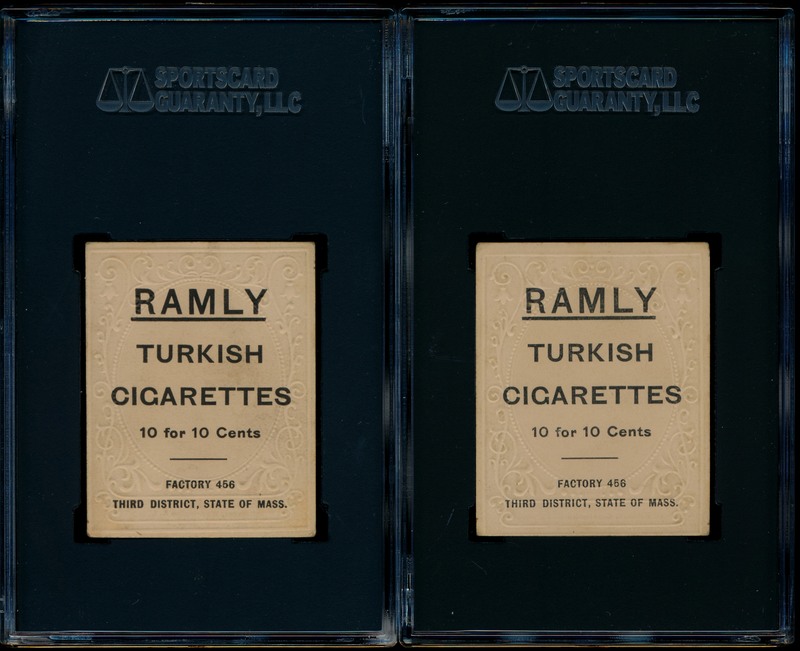 SPORTSCARD
GUARANTY, LLC
RAMLY
TURKISH
CIGARETTES
10 for 10 Cents
FACTORY 456
THIRD DISTRICT, STATE OF MASS.
SPORTSCARD
GUARANTY, LLC
RAMLY
TURKISH
CIGARETTES
10 for 10 Cents
FACTORY 456
THIRD DISTRICT, STATE OF MASS.